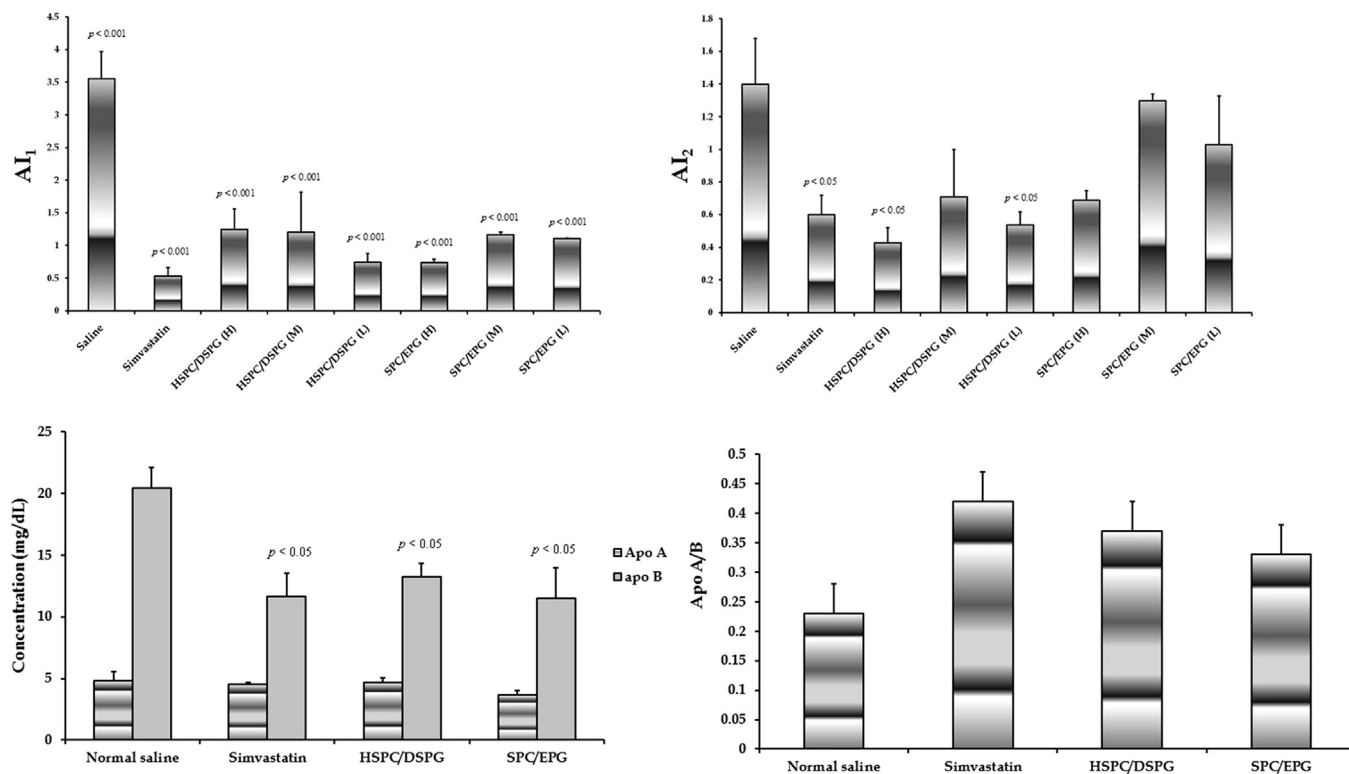 4.5
4
3.5
3
2.5
2
1.5
1
0.5
0
AI1
p < 0.001
p < 0.001
p < 0.001
p < 0.001
p < 0.001
p < 0.001
p < 0.001
p < 0.001
Saline
Simvastatin
HSPC/DSPG (H)
HSPC/DSPG (M)
HSPC/DSPG (L)
SPC/EPG (H)
SPC/EPG (M)
SPC/EPG (L)
1.8
1.6
1.4
1.2
1
0.8
0.6
0.4
0.2
0
AI2
p < 0.05
p < 0.05
p < 0.05
Saline
Simvastatin
HSPC/DSPG (H)
HSPC/DSPG (M)
HSPC/DSPG (L)
SPC/EPG (H)
SPC/EPG (M)
SPC/EPG (L)
25
20
15
10
5
0
Concentration (mg/dL)
p < 0.05
p < 0.05
p < 0.05
Apo A
apo B
Normal saline
Simvastatin
HSPC/DSPG
SPC/EPG
0.5
0.45
0.4
0.35
0.3
0.25
0.2
0.15
0.1
0.05
0
Apo A/B
Normal saline
Simvastatin
HSPC/DSPG
SPC/EPG